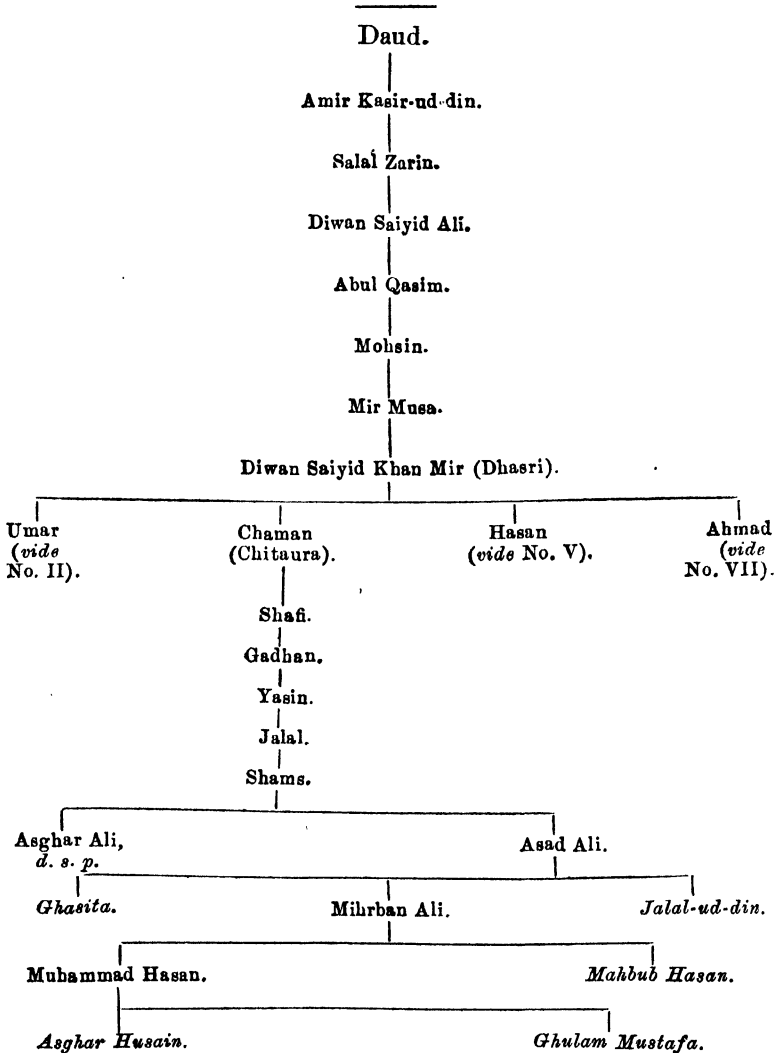 Daud.
Amir Kasir-ud-din.
Salaí Zarin.
Diwan Saiyid Ali.
Abul Qasim.
Mohsin.
Mir Musa.
Diwan Saiyid Khan Mir (Dhasri).
Umar (vide No. II).
Chaman (Chitaura).
Hasan (vide No. V).
Ahmad (vide No. VII).
Shafi.
Gadhan.
Yasin.
Jalal.
Shams.
Asghar Ali, d. s. p.
Asad Ali.
Ghasita.
Mihrban Ali.
Jalal-ud-din.
Muhammad Hasan.
Mahbub Hasan.
Asghar Husain.
Ghulam Mustafa.